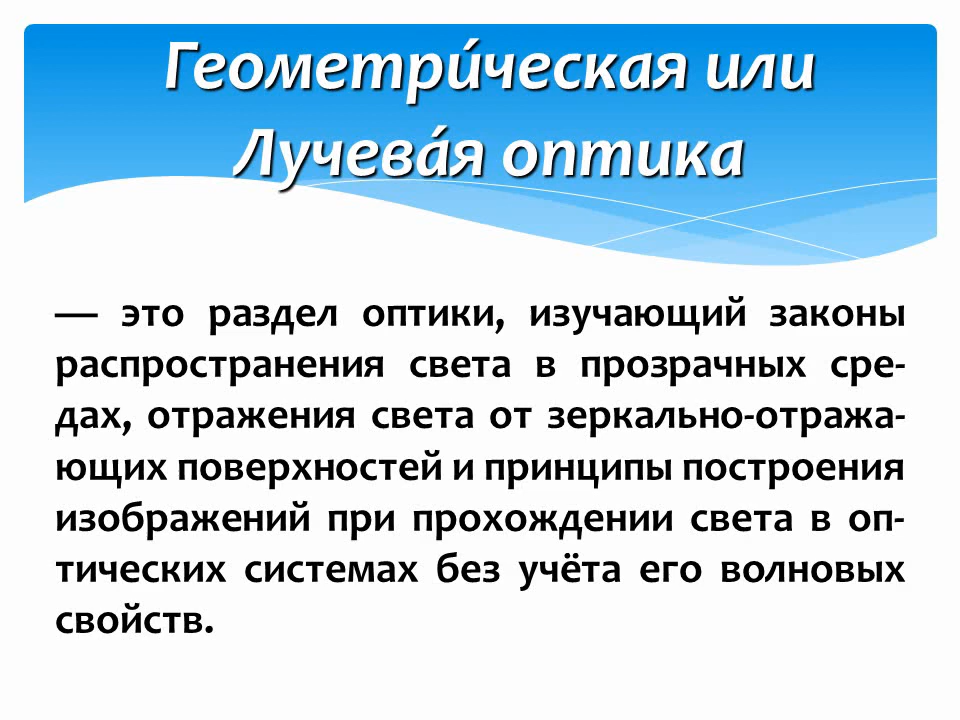 Геометри́ческая или
Лучева́я оптика
— это раздел оптики, изучающий законы
распространения света в прозрачных сре-
дах, отражения света от зеркально-отража-
ющих поверхностей и принципы построения
изображений при прохождении света в оп-
тических системах без учёта его волновых
свойств.